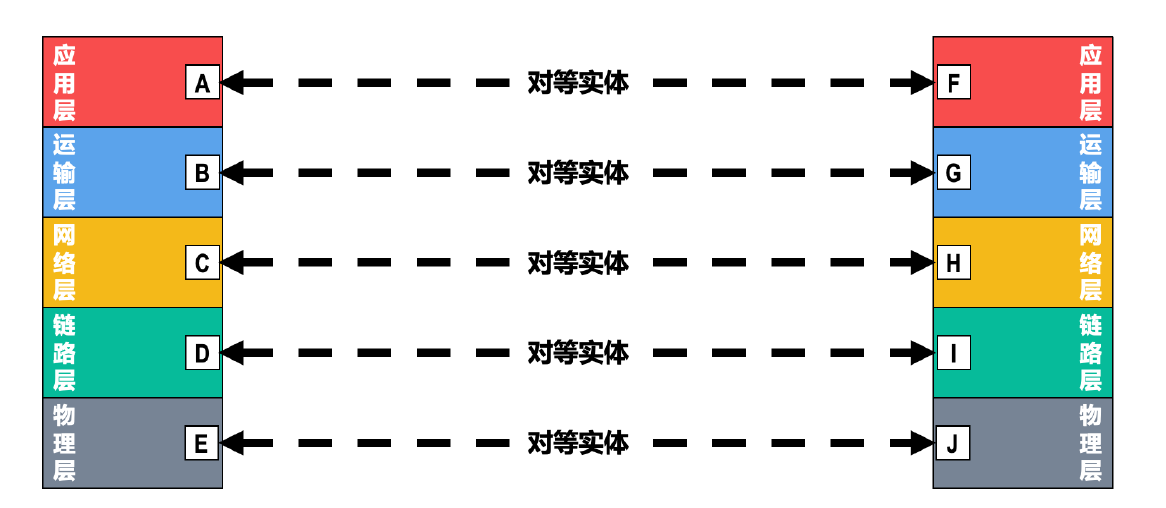 应用层 A 对等实体 F 应用层
运输层 B 对等实体 G 运输层
网络层 C 对等实体 H 网络层
链路层 D 对等实体 I 链路层
物理层 E 对等实体 J 物理层